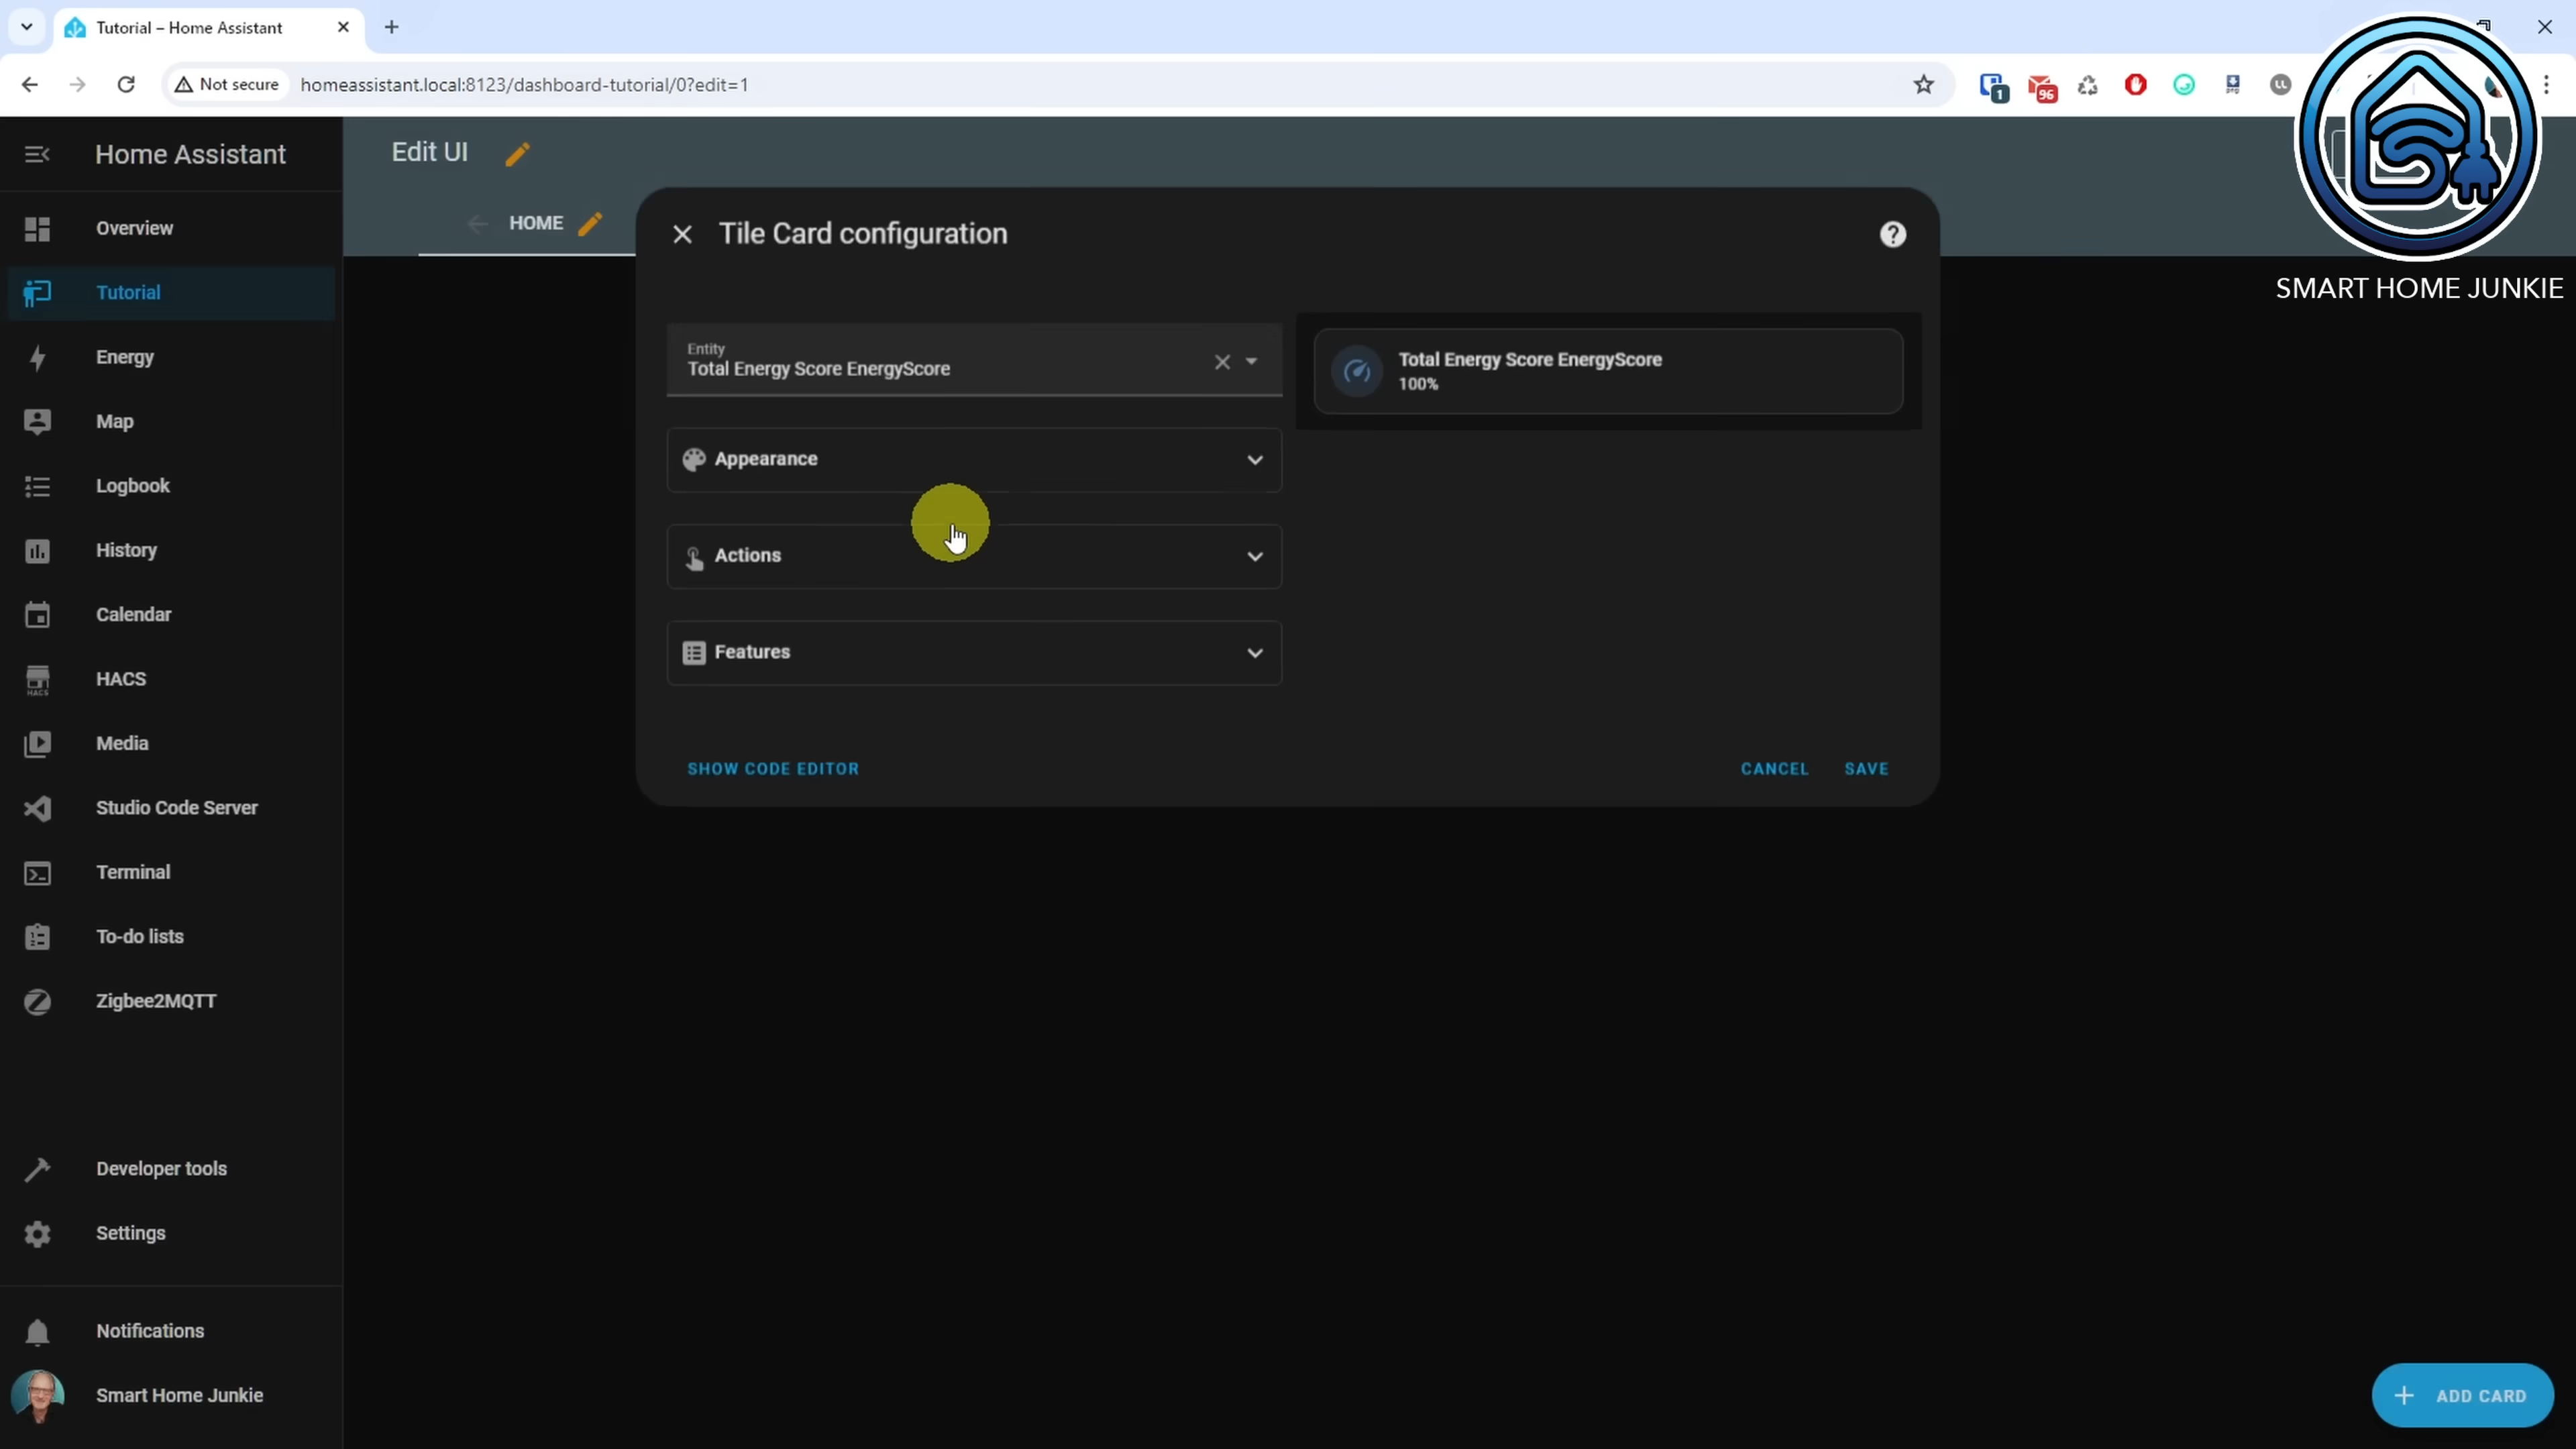 Tutorial – Home Assistant
Not secure
homeassistant.local:8123/dashboard-tutorial/0?edit=1
1
96
Home Assistant
Edit UI
HOME
SMART HOME JUNKIE
Overview
Tutorial
Energy
Map
Logbook
History
Calendar
HACS
HACS
Media
Studio Code Server
Terminal
To-do lists
Zigbee2MQTT
Developer tools
Settings
Notifications
Smart Home Junkie
Tile Card configuration
Entity
Total Energy Score EnergyScore
Appearance
Actions
Features
Total Energy Score EnergyScore
100%
SHOW CODE EDITOR
CANCEL
SAVE
ADD CARD